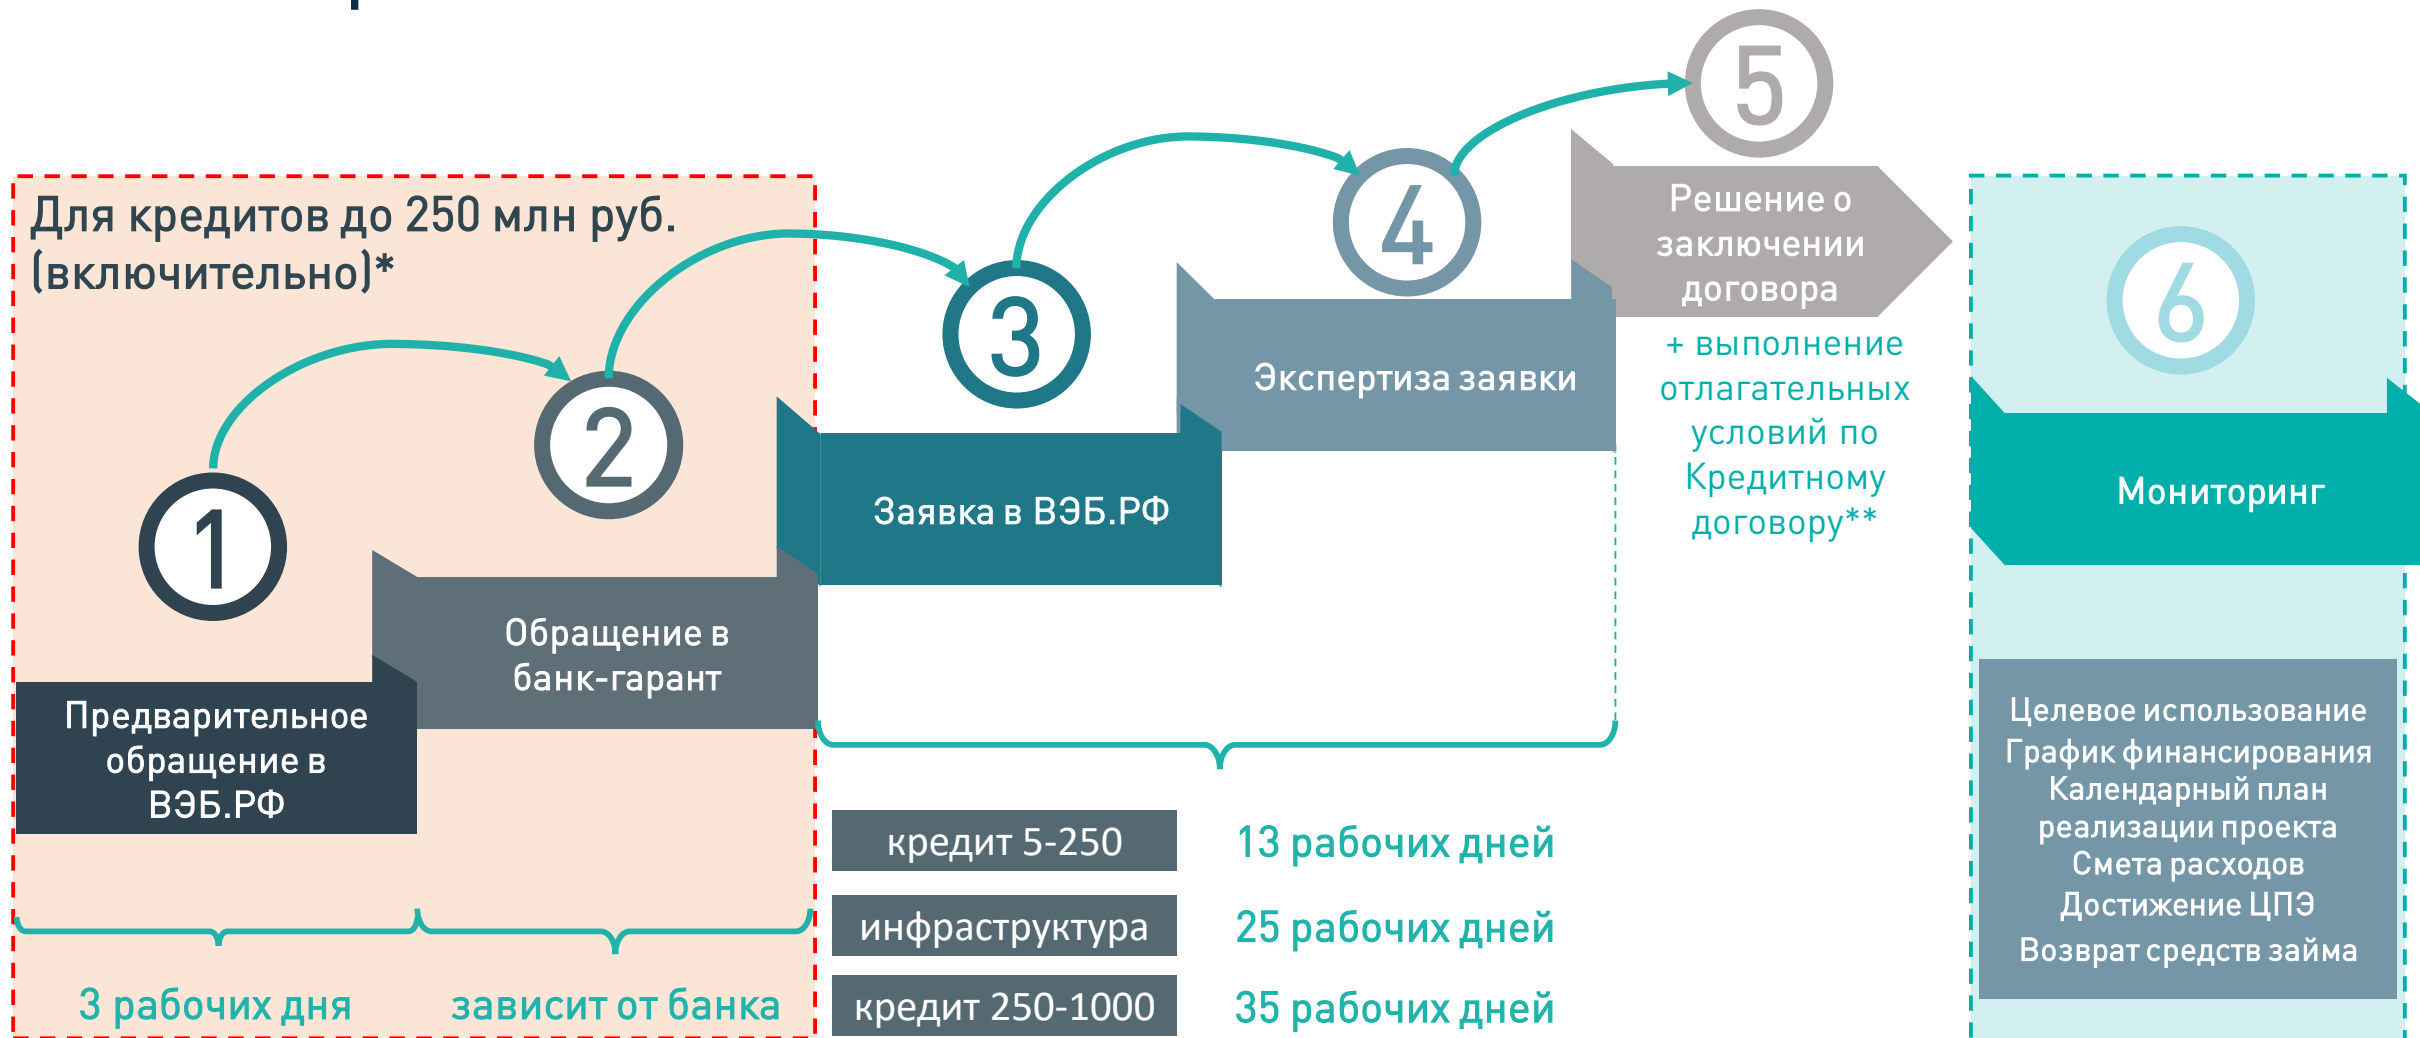 Для кредитов до 250 млн руб.
(включительно)*
1
2
3
4
5
6
Предварительное
обращение в
ВЭБ.РФ
Обращение в
банк-гарант
Заявка в ВЭБ.РФ
Экспертиза заявки
Решение о
заключении
договора
+ выполнение
отлагательных
условий по
Кредитному
договору**
Мониторинг
Целевое использование
График финансирования
Календарный план
реализации проекта
Смета расходов
Достижение ЦПЭ
Возврат средств займа
3 рабочих дня
зависит от банка
кредит 5-250
13 рабочих дней
инфраструктура
25 рабочих дней
кредит 250-1000
35 рабочих дней